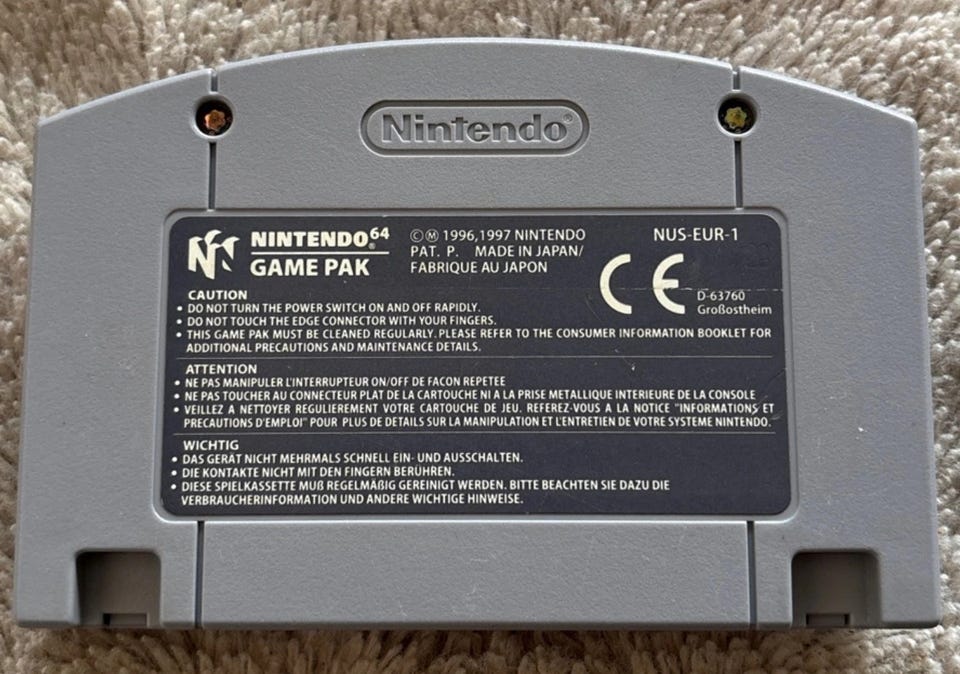 Nintendo®
NINTENDO⁶⁴®
GAME PAK
©Ⓜ 1996,1997 NINTENDO
PAT. P. MADE IN JAPAN/
FABRIQUE AU JAPON
NUS-EUR-1
CE
D-63760
Großostheim
CAUTION
• DO NOT TURN THE POWER SWITCH ON AND OFF RAPIDLY.
• DO NOT TOUCH THE EDGE CONNECTOR WITH YOUR FINGERS.
• THIS GAME PAK MUST BE CLEANED REGULARLY. PLEASE REFER TO THE CONSUMER INFORMATION BOOKLET FOR
ADDITIONAL PRECAUTIONS AND MAINTENANCE DETAILS.
ATTENTION
• NE PAS MANIPULER L'INTERRUPTEUR ON/OFF DE FACON REPETEE
• NE PAS TOUCHER AU CONNECTEUR PLAT DE LA CARTOUCHE NI A LA PRISE METALLIQUE INTERIEURE DE LA CONSOLE
• VEILLEZ A NETTOYER REGULIEREMENT VOTRE CARTOUCHE DE JEU. REFEREZ-VOUS A LA NOTICE "INFORMATIONS ET
PRECAUTIONS D'EMPLOI" POUR PLUS DE DETAILS SUR LA MANIPULATION ET L'ENTRETIEN DE VOTRE SYSTEME NINTENDO.
WICHTIG
• DAS GERÄT NICHT MEHRMALS SCHNELL EIN- UND AUSSCHALTEN.
• DIE KONTAKTE NICHT MIT DEN FINGERN BERÜHREN.
• DIESE SPIELKASSETTE MUß REGELMÄßIG GEREINIGT WERDEN. BITTE BEACHTEN SIE DAZU DIE
VERBRAUCHERINFORMATION UND ANDERE WICHTIGE HINWEISE.